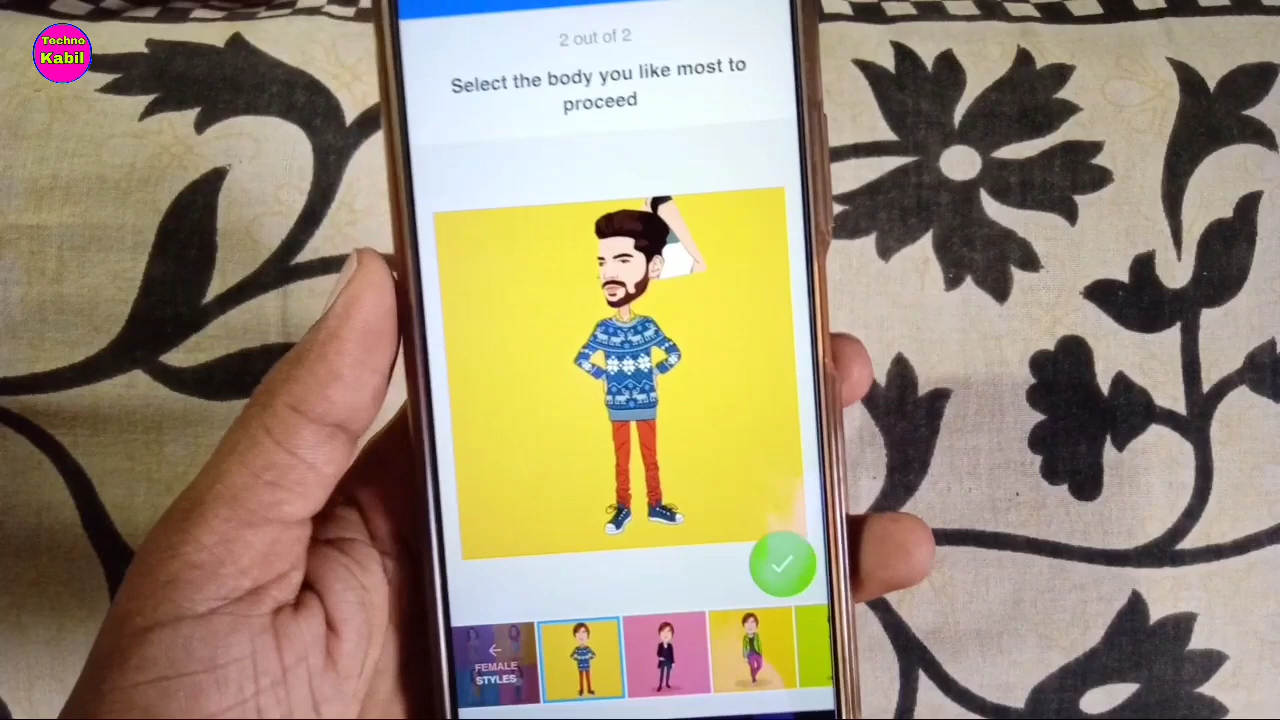 Techno
Kabil
2 out of 2
Select the body you like most to
proceed
FEMALE
STYLES